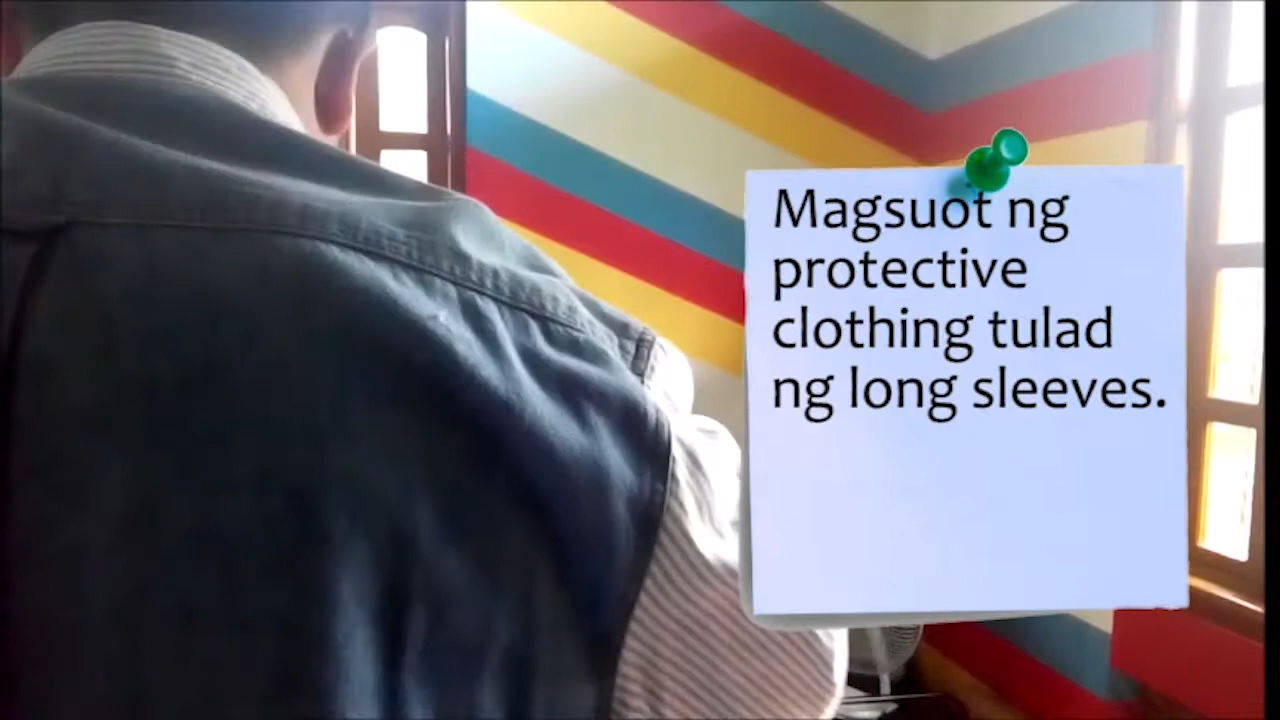 Magsuot ng
protective
clothing tulad
ng long sleeves.